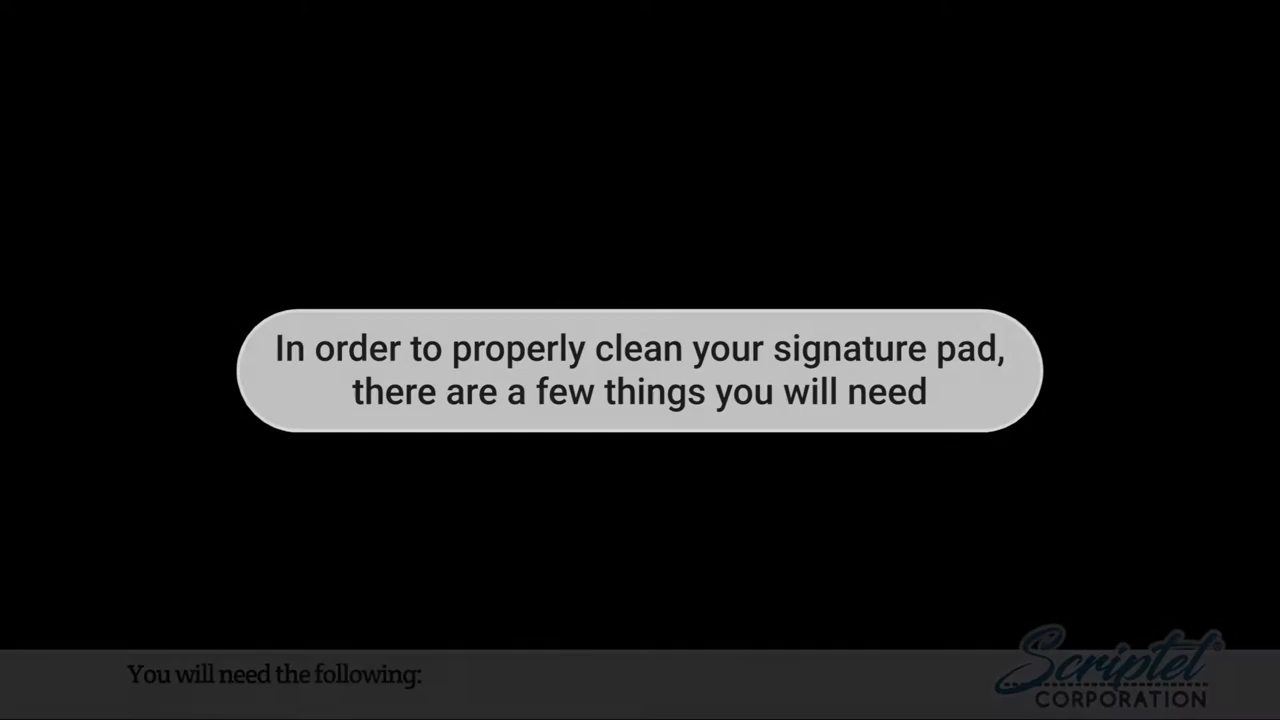 In order to properly clean your signature pad,
there are a few things you will need
You will need the following:
Scriptel®
CORPORATION